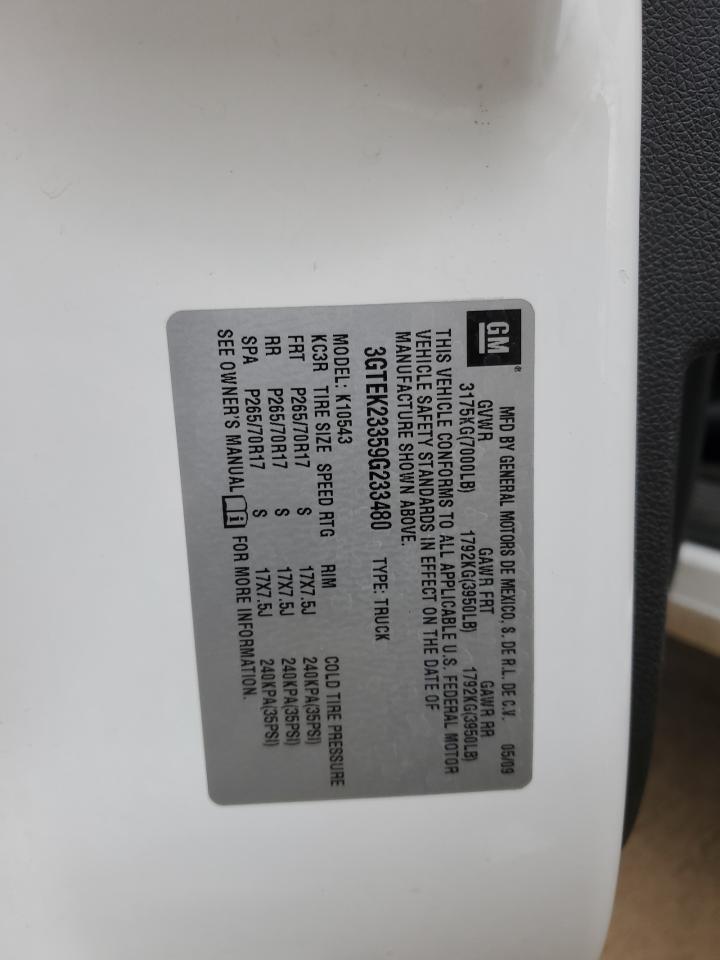 GM®
MFD BY GENERAL MOTORS DE MEXICO, S. DE R.L. DE C.V. 05/09
GVWR GAWR FRT GAWR RR
3175KG(7000LB) 1792KG(3950LB) 1792KG(3950LB)
THIS VEHICLE CONFORMS TO ALL APPLICABLE U.S. FEDERAL MOTOR
VEHICLE SAFETY STANDARDS IN EFFECT ON THE DATE OF
MANUFACTURE SHOWN ABOVE.
3GTEK23359G233480 TYPE: TRUCK
MODEL: K10543
KC3R TIRE SIZE SPEED RTG RIM COLD TIRE PRESSURE
FRT P265/70R17 S 17X7.5J 240KPA(35PSI)
RR P265/70R17 S 17X7.5J 240KPA(35PSI)
SPA P265/70R17 S 17X7.5J 240KPA(35PSI)
SEE OWNER'S MANUAL i FOR MORE INFORMATION.